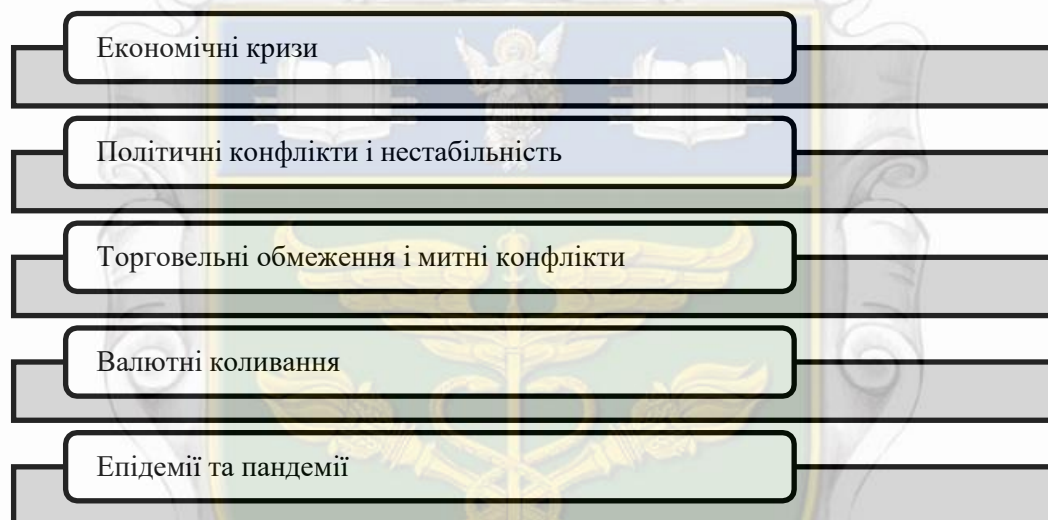 Економічні кризи
Політичні конфлікти і нестабільність
Торговельні обмеження і митні конфлікти
Валютні коливання
Епідемії та пандемії